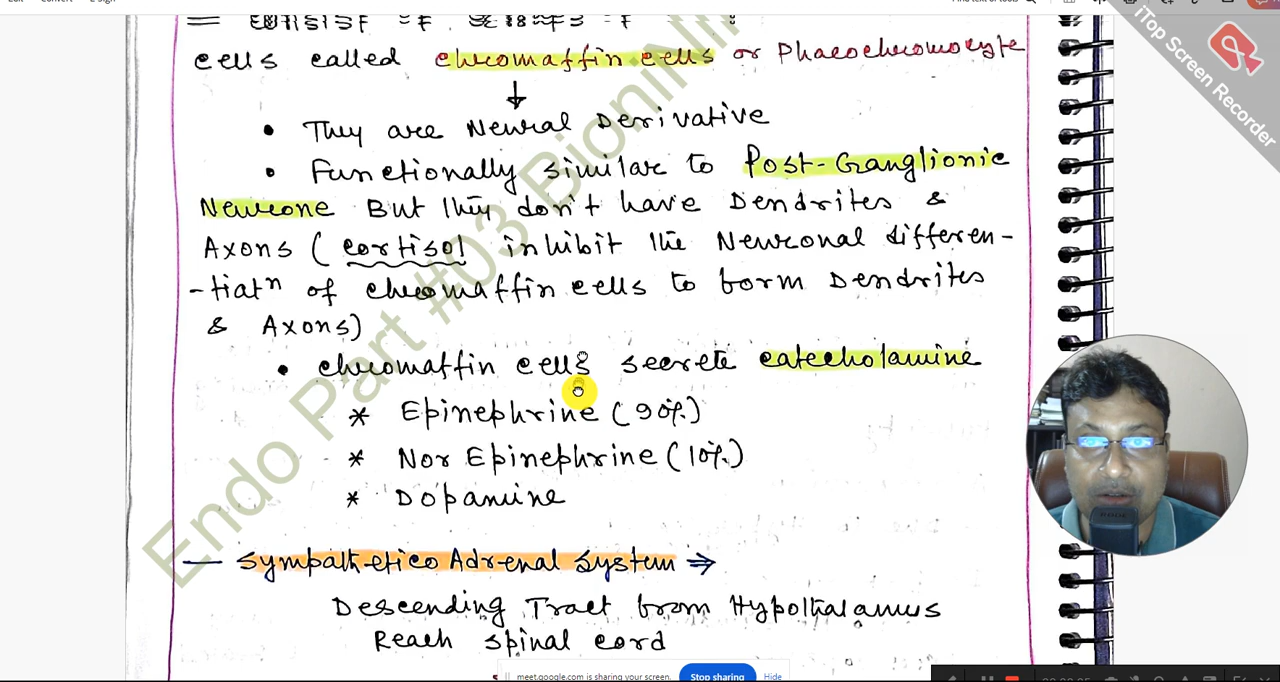 cells called chromaffin cells or Phaeochromocyte
• They are Neural Derivative
• Functionally similar to Post-Ganglionic
Neurone But they don't have Dendrites &
Axons (cortisol inhibit the Neuronal differen-
-tiatⁿ of chromaffin cells to form Dendrites
& Axons)
• chromaffin cells secrete catecholamine
* Epinephrine (90%)
* Nor Epinephrine (10%)
* Dopamine
— Sympathetico Adrenal System ⇒
Descending Tract from Hypothalamus
Reach spinal cord
Endo Part #03
iTop Screen Recorder
meet.google.com is sharing your screen.
Stop sharing
Hide